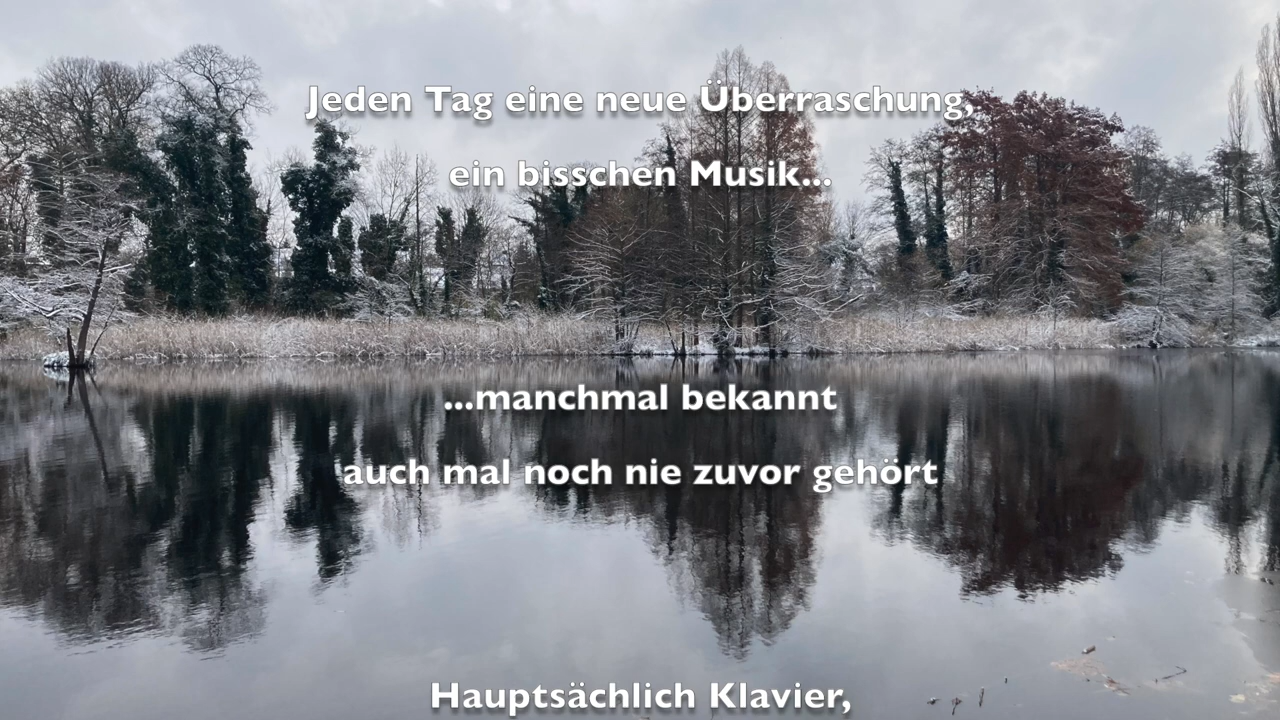 Jeden Tag eine neue Überraschung,
ein bisschen Musik...
...manchmal bekannt
auch mal noch nie zuvor gehört
Hauptsächlich Klavier,